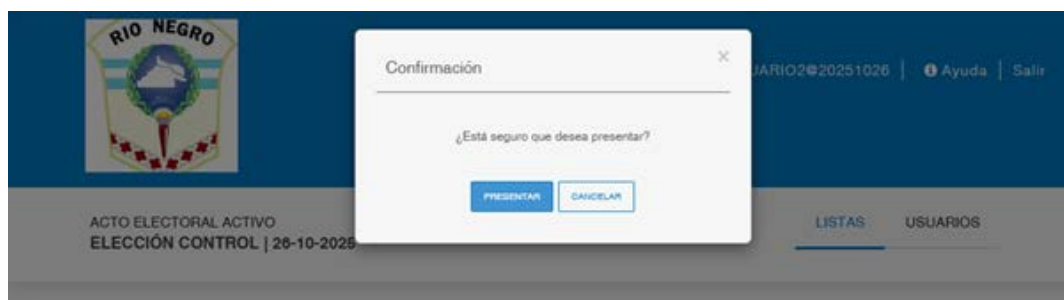 RIO NEGRO
Confirmación
×
UARIO2@20251026 | Ayuda | Salir
¿Está seguro que desea presentar?
PRESENTAR CANCELAR
ACTO ELECTORAL ACTIVO
LISTAS USUARIOS
ELECCIÓN CONTROL | 26-10-2025